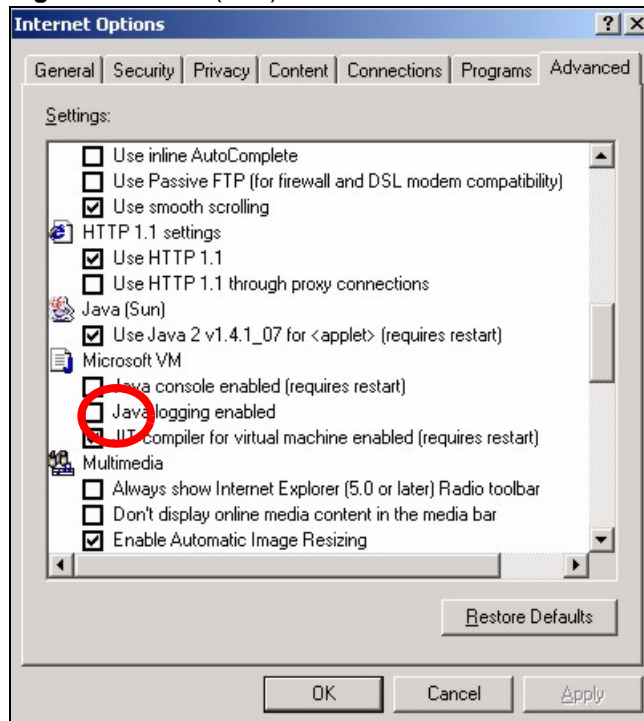 Internet Options
General Security Privacy Content Connections Programs Advanced
Settings:
Use inline AutoComplete
Use Passive FTP (for firewall and DSL modem compatibility)
Use smooth scrolling
HTTP 1.1 settings
Use HTTP 1.1
Use HTTP 1.1 through proxy connections
Java (Sun)
Use Java 2 v1.4.1_07 for <applet> (requires restart)
Microsoft VM
Java console enabled (requires restart)
Java logging enabled
JIT compiler for virtual machine enabled (requires restart)
Multimedia
Always show Internet Explorer (5.0 or later) Radio toolbar
Don't display online media content in the media bar
Enable Automatic Image Resizing
Restore Defaults
OK Cancel Apply